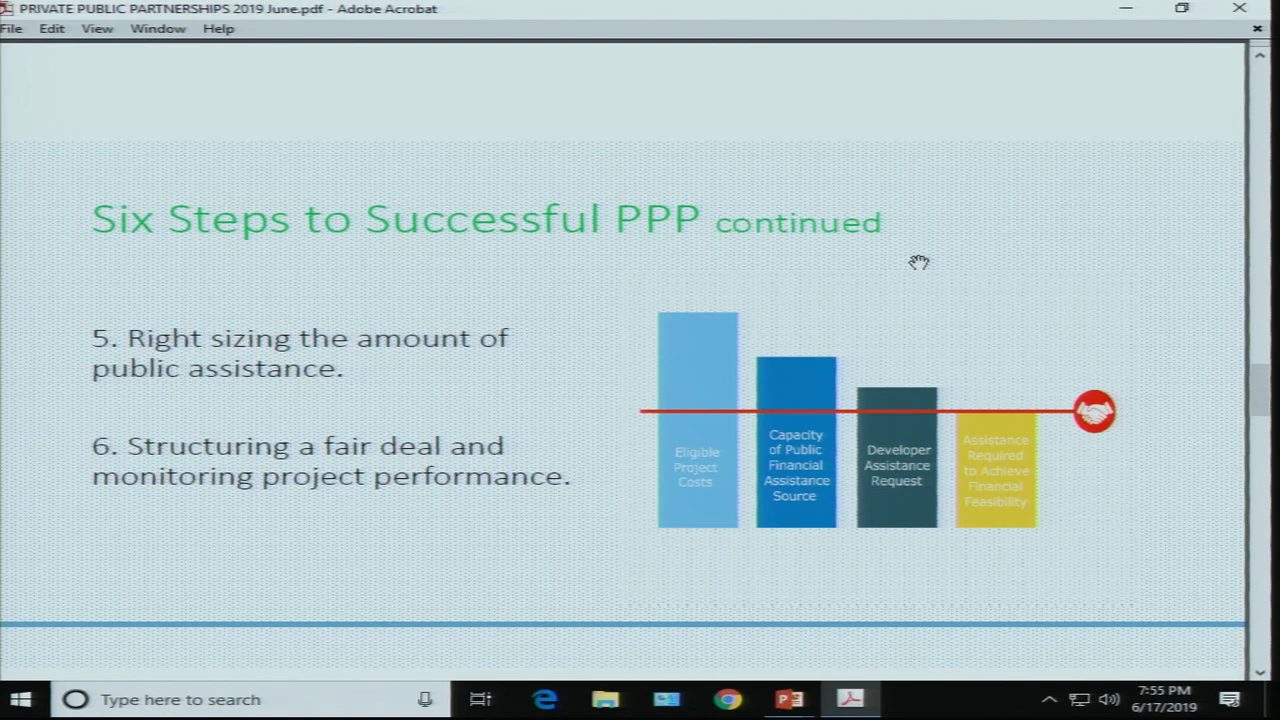 PRIVATE PUBLIC PARTNERSHIPS 2019 June.pdf - Adobe Acrobat
File Edit View Window Help
Six Steps to Successful PPP continued
5. Right sizing the amount of
public assistance.
6. Structuring a fair deal and
monitoring project performance.
Eligible
Project
Costs
Capacity
of Public
Financial
Assistance
Source
Developer
Assistance
Request
Assistance
Required
to Achieve
Financial
Feasibility
Type here to search
7:55 PM
6/17/2019